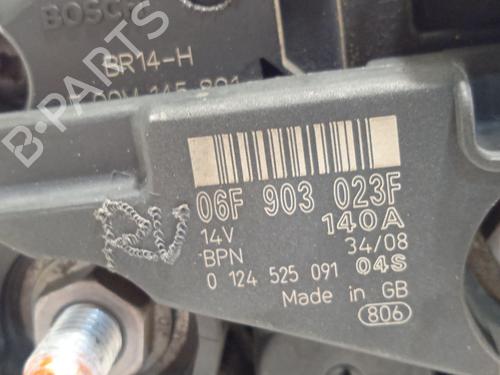 BOSCH
BR14-H
06F 903 023F
14V 140A
BPN 34/08
0 124 525 091 04S
Made in GB
806
RV
B-Parts